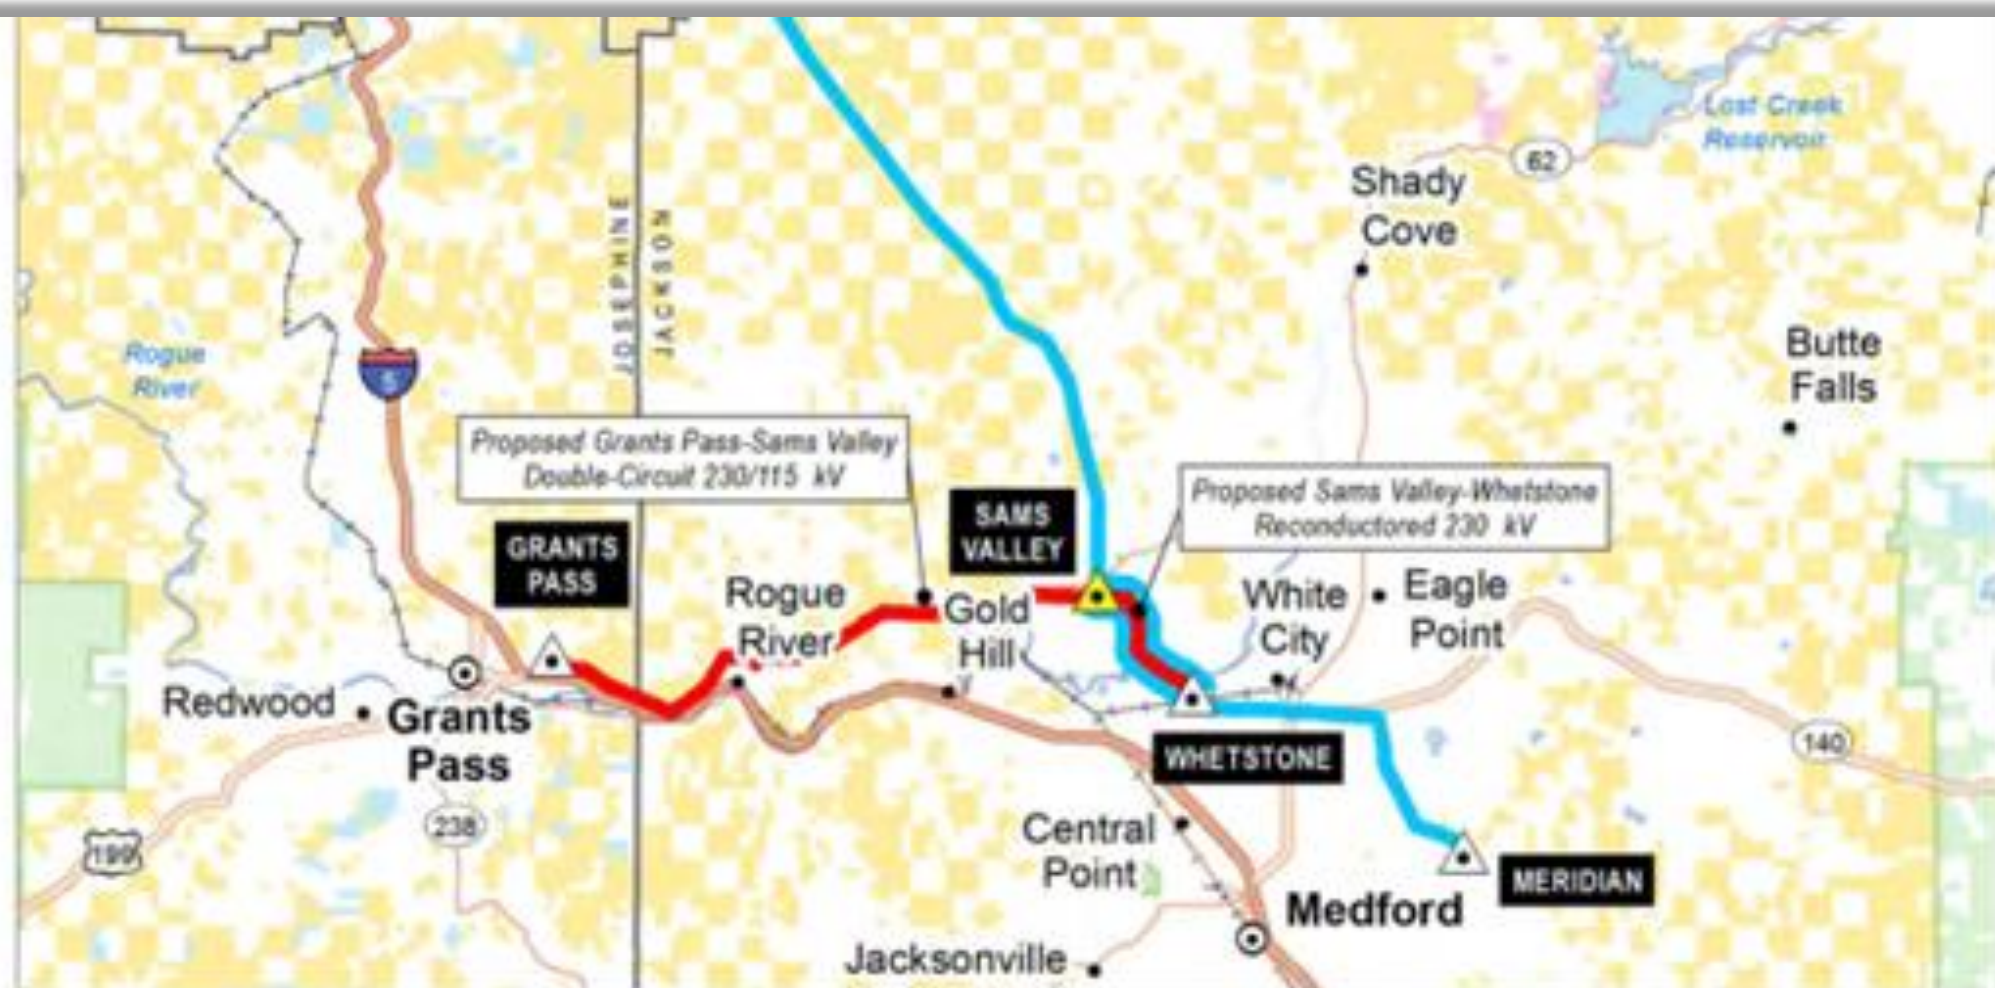 Lost Creek
Reservoir
62
Shady
Cove
JOSEPHINE
JACKSON
Rogue
River
5
Butte
Falls
Proposed Grants Pass-Sams Valley
Double-Circuit 230/115 kV
Proposed Sams Valley-Whetstone
Reconductored 230 kV
SAMS
VALLEY
GRANTS
PASS
Rogue
River
Gold
Hill
White
City
Eagle
Point
Redwood
Grants
Pass
WHETSTONE
140
199
238
Central
Point
MERIDIAN
Medford
Jacksonville